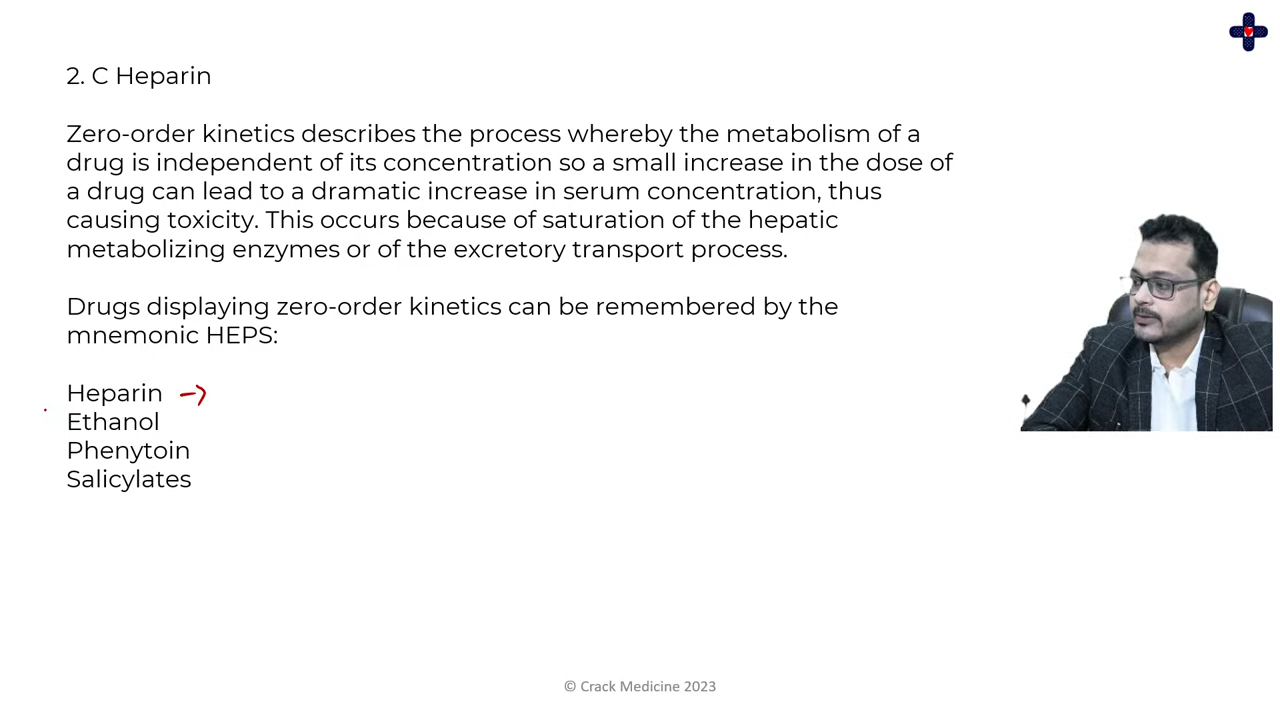 2. C Heparin
Zero-order kinetics describes the process whereby the metabolism of a
drug is independent of its concentration so a small increase in the dose of
a drug can lead to a dramatic increase in serum concentration, thus
causing toxicity. This occurs because of saturation of the hepatic
metabolizing enzymes or of the excretory transport process.
Drugs displaying zero-order kinetics can be remembered by the
mnemonic HEPS:
Heparin →
Ethanol
Phenytoin
Salicylates
© Crack Medicine 2023